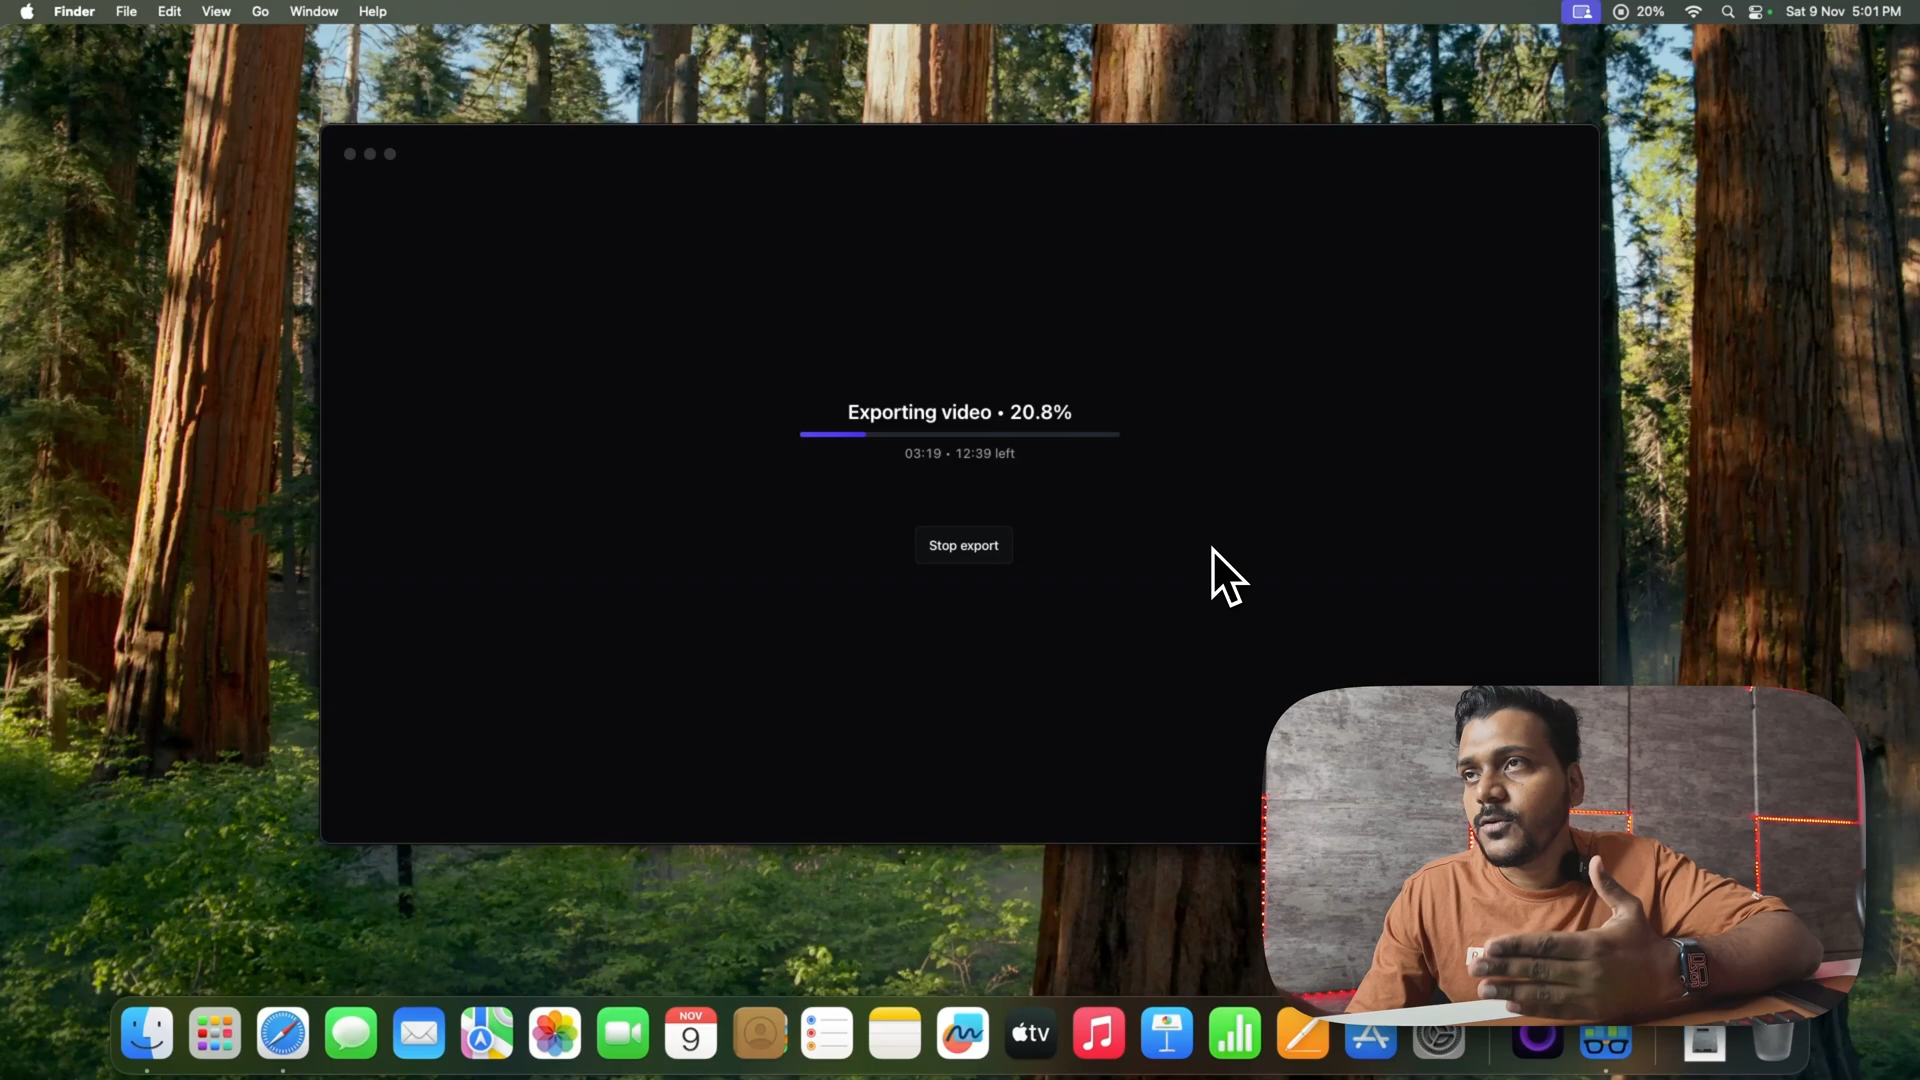 Finder File Edit View Go Window Help 20% Sat 9 Nov 5:01 PM
Exporting video • 20.8%
03:19 • 12:39 left
Stop export
NOV
9
tv